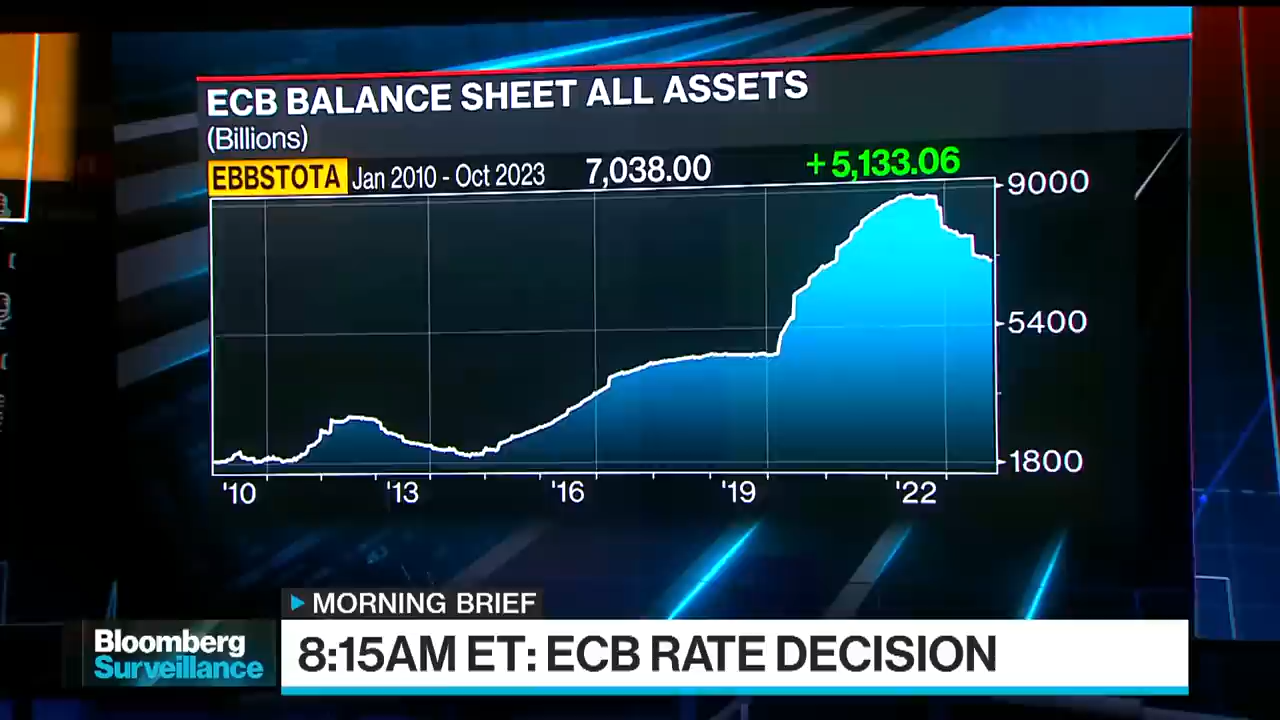 ECB BALANCE SHEET ALL ASSETS
(Billions)
EBBSTOTA Jan 2010 - Oct 2023 7,038.00 +5,133.06
9000
5400
1800
'10 '13 '16 '19 '22
MORNING BRIEF
Bloomberg
Surveillance
8:15AM ET: ECB RATE DECISION